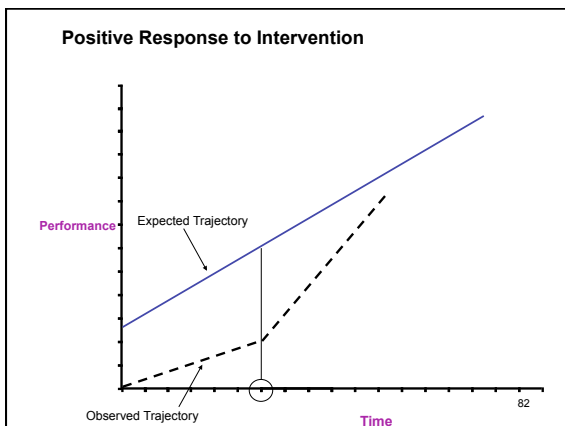 Positive Response to Intervention
Performance
Expected Trajectory
Observed Trajectory
Time
82